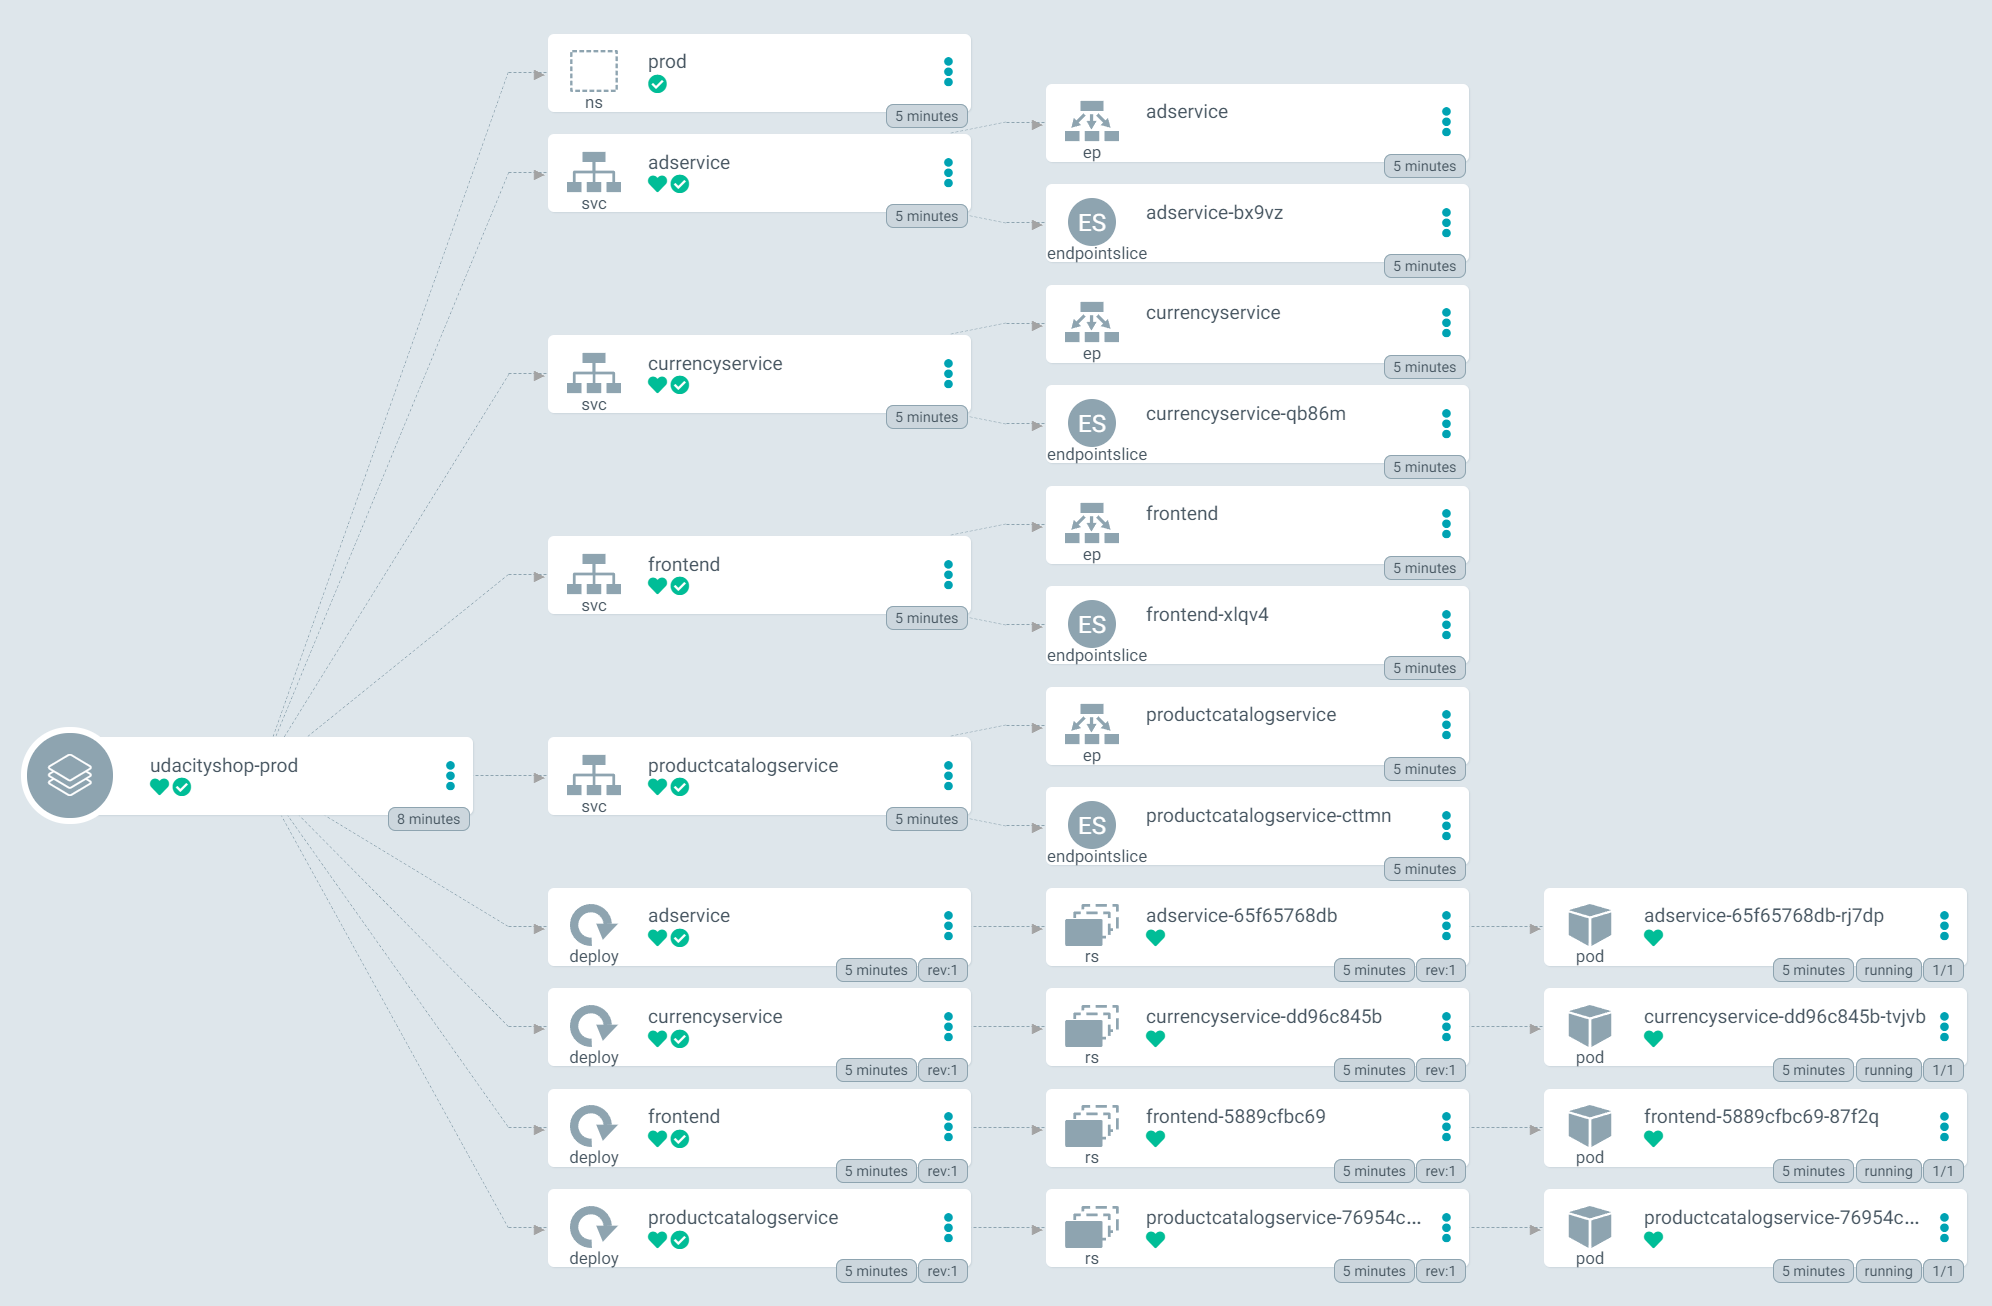 prod
ns
5 minutes
adservice
ep
5 minutes
adservice
svc
5 minutes
ES
adservice-bx9vz
endpointslice
5 minutes
currencyservice
ep
5 minutes
currencyservice
svc
5 minutes
ES
currencyservice-qb86m
endpointslice
5 minutes
frontend
ep
5 minutes
frontend
svc
5 minutes
ES
frontend-xlqv4
endpointslice
5 minutes
productcatalogservice
ep
5 minutes
udacityshop-prod
8 minutes
productcatalogservice
svc
5 minutes
ES
productcatalogservice-cttmn
endpointslice
5 minutes
adservice
deploy
5 minutes rev:1
adservice-65f65768db
rs
5 minutes rev:1
adservice-65f65768db-rj7dp
pod
5 minutes running 1/1
currencyservice
deploy
5 minutes rev:1
currencyservice-dd96c845b
rs
5 minutes rev:1
currencyservice-dd96c845b-tvjvb
pod
5 minutes running 1/1
frontend
deploy
5 minutes rev:1
frontend-5889cfbc69
rs
5 minutes rev:1
frontend-5889cfbc69-87f2q
pod
5 minutes running 1/1
productcatalogservice
deploy
5 minutes rev:1
productcatalogservice-76954c...
rs
5 minutes rev:1
productcatalogservice-76954c...
pod
5 minutes running 1/1